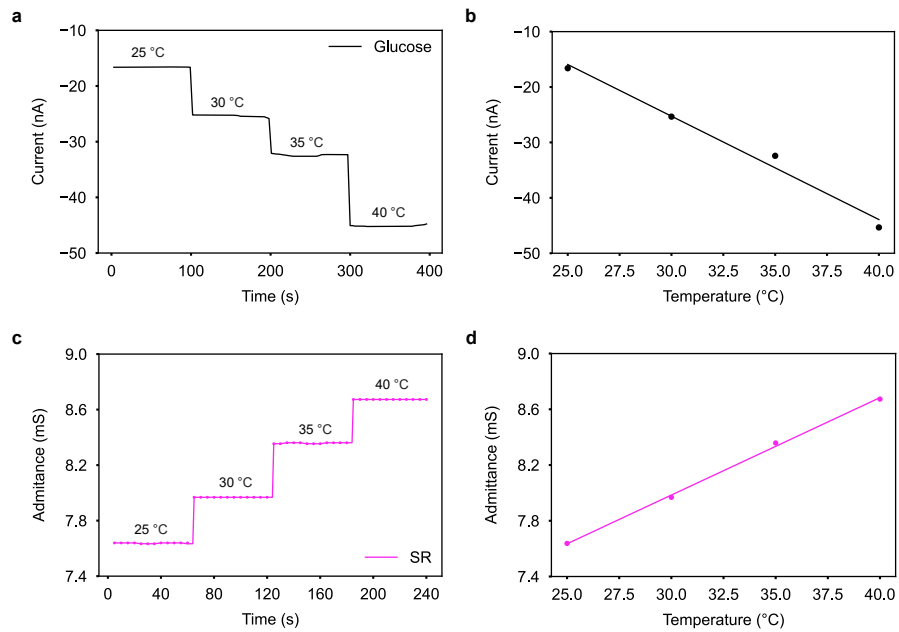 a
−10
−20
−30
−40
−50
Current (nA)
25 °C
30 °C
35 °C
40 °C
Glucose
0
100
200
300
400
Time (s)
b
−10
−20
−30
−40
−50
Current (nA)
25.0
27.5
30.0
32.5
35.0
37.5
40.0
Temperature (°C)
c
9.0
8.6
8.2
7.8
7.4
Admitance (mS)
25 °C
30 °C
35 °C
40 °C
SR
0
40
80
120
160
200
240
Time (s)
d
9.0
8.6
8.2
7.8
7.4
Admittance (mS)
25.0
27.5
30.0
32.5
35.0
37.5
40.0
Temperature (°C)